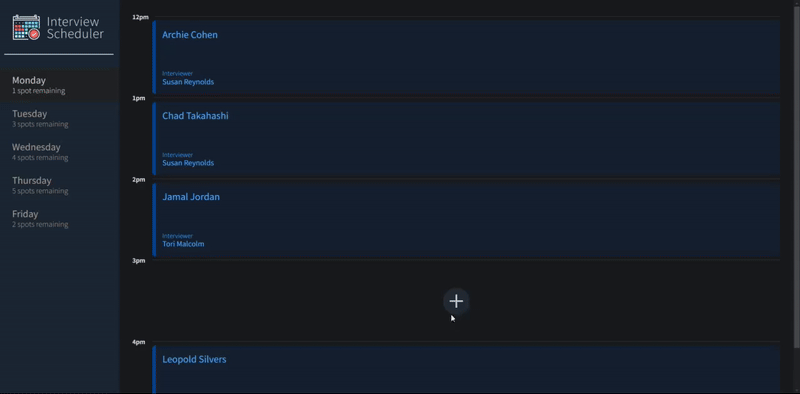 Interview
Scheduler
Monday
1 spot remaining
Tuesday
3 spots remaining
Wednesday
4 spots remaining
Thursday
5 spots remaining
Friday
2 spots remaining
12pm
Archie Cohen
Interviewer
Susan Reynolds
1pm
Chad Takahashi
Interviewer
Susan Reynolds
2pm
Jamal Jordan
Interviewer
Tori Malcolm
3pm
4pm
Leopold Silvers